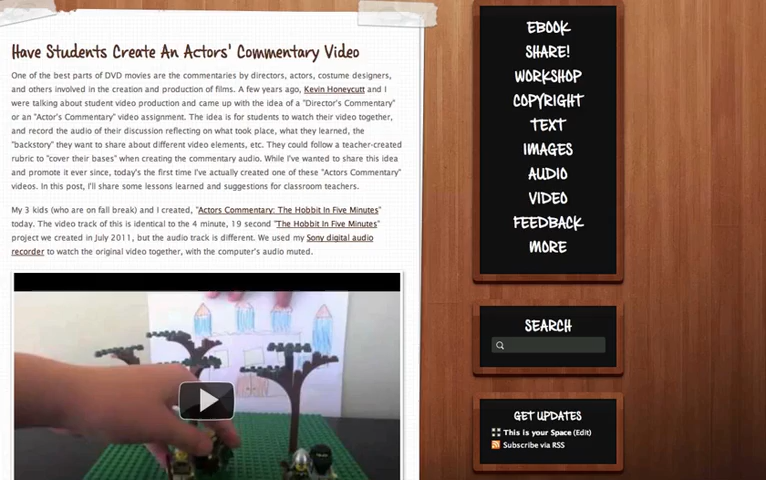 Have Students Create An Actors' Commentary Video
One of the best parts of DVD movies are the commentaries by directors, actors, costume designers,
and others involved in the creation and production of films. A few years ago, Kevin Honeycutt and I
were talking about student video production and came up with the idea of a "Director's Commentary"
or an "Actor's Commentary" video assignment. The idea is for students to watch their video together,
and record the audio of their discussion reflecting on what took place, what they learned, the
"backstory" they want to share about different video elements, etc. They could follow a teacher-created
rubric to "cover their bases" when creating the commentary audio. While I've wanted to share this idea
and promote it ever since, today's the first time I've actually created one of these "Actors Commentary"
videos. In this post, I'll share some lessons learned and suggestions for classroom teachers.
My 3 kids (who are on fall break) and I created, "Actors Commentary: The Hobbit In Five Minutes"
today. The video track of this is identical to the 4 minute, 19 second "The Hobbit In Five Minutes"
project we created in July 2011, but the audio track is different. We used my Sony digital audio
recorder to watch the original video together, with the computer's audio muted.
EBOOK
SHARE!
WORKSHOP
COPYRIGHT
TEXT
IMAGES
AUDIO
VIDEO
FEEDBACK
MORE
SEARCH
GET UPDATES
This is your Space (Edit)
Subscribe via RSS